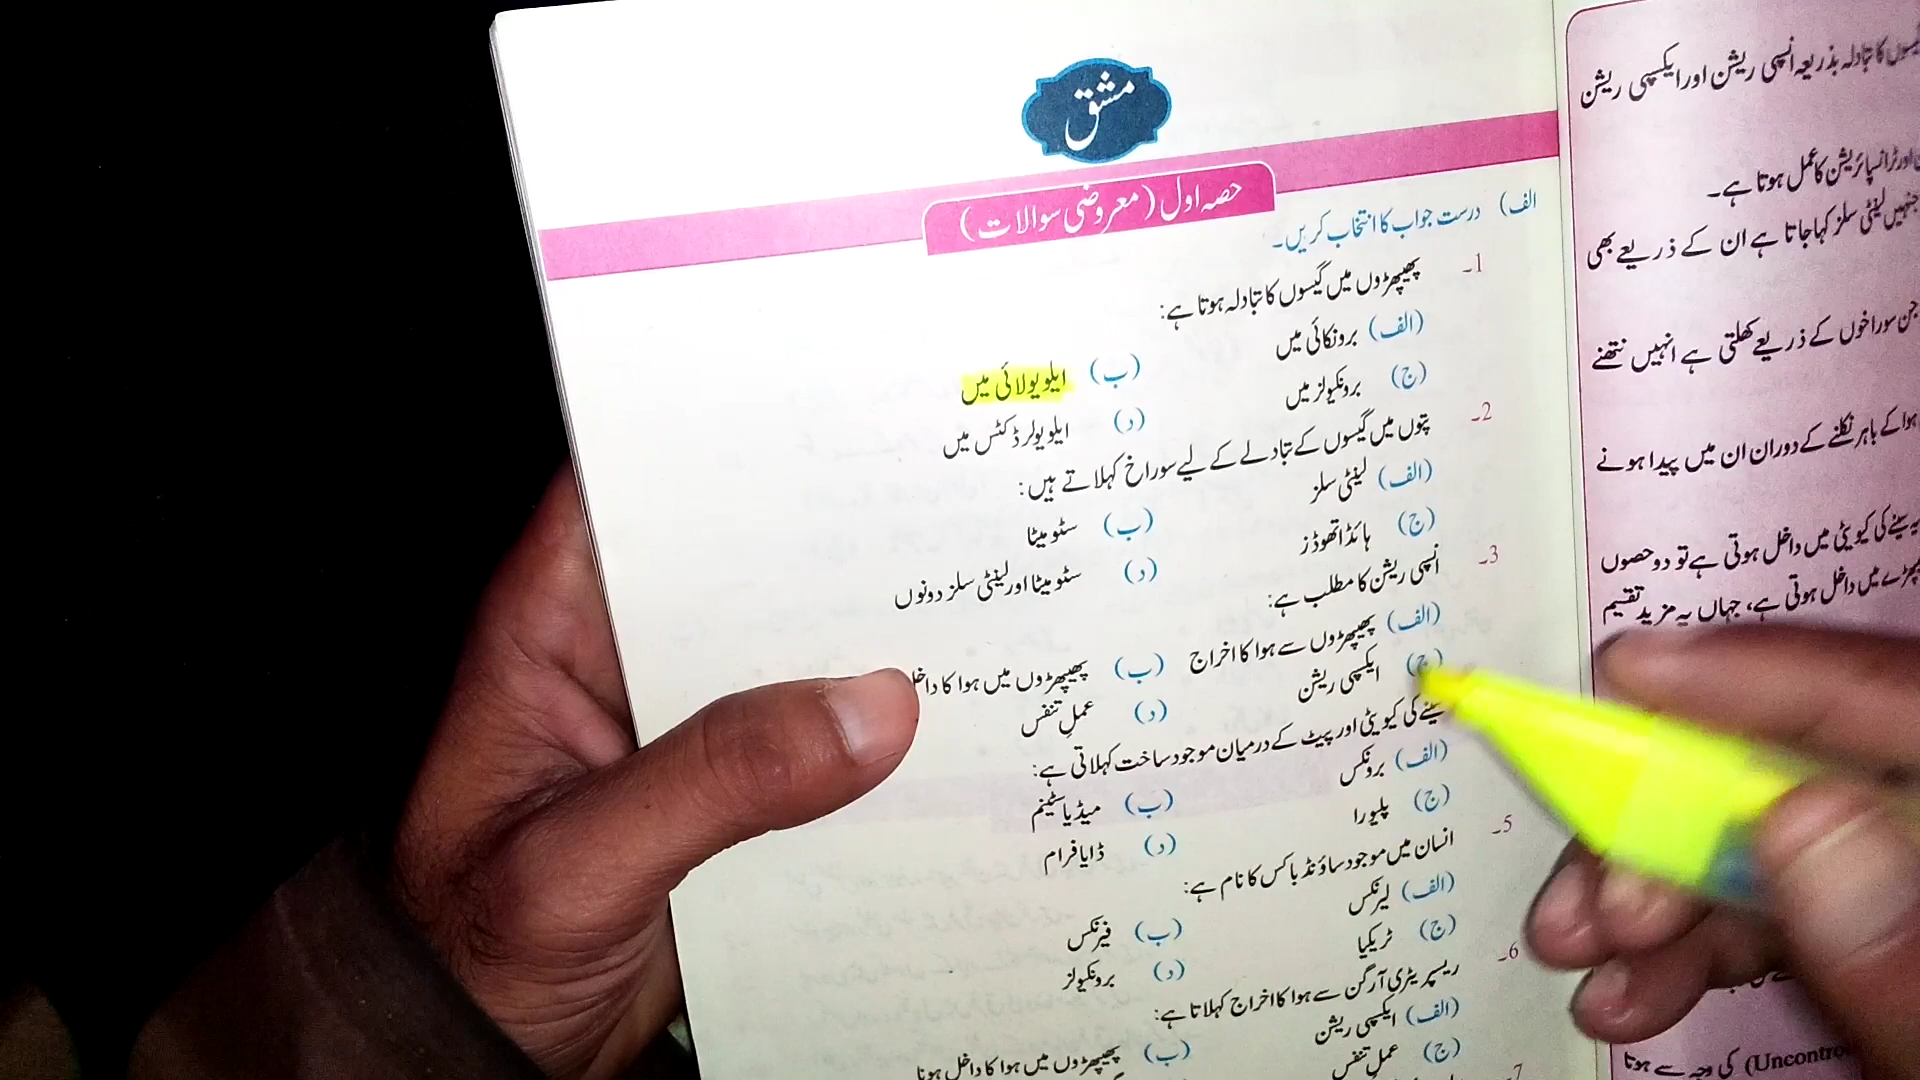 مشق
حصہ اول (معروضی سوالات)
الف) درست جواب کا انتخاب کریں۔
1۔ پھیپھڑوں میں گیسوں کا تبادلہ ہوتا ہے:
(الف) برونکائی میں (ب) ایلویولائی میں
(ج) برونکیولز میں (د) ایلویولر ڈکٹس میں
2۔ پتوں میں گیسوں کے تبادلے کے لیے سوراخ کہلاتے ہیں:
(الف) لینٹی سلز (ب) سٹومیٹا
(ج) ہائڈاتھوڈز (د) سٹومیٹا اور لینٹی سلز دونوں
3۔ انسپی ریشن کا مطلب ہے:
(الف) پھیپھڑوں سے ہوا کا اخراج (ب) پھیپھڑوں میں ہوا کا
(ج) ایکسپی ریشن (د) عملِ تنفس
سینے کی کیویٹی اور پیٹ کے درمیان موجود ساخت کہلاتی ہے:
(الف) برونکس (ب) میڈیاسٹینم
(ج) پلیورا (د) ڈایافرام
5۔ انسان میں موجود ساؤنڈ باکس کا نام ہے:
(الف) لیرنکس (ب) فیرنکس
(ج) ٹریکیا (د) برونکیولز
6۔ ریسپریٹری آرگن سے ہوا کا اخراج کہلاتا ہے:
(الف) ایکسپی ریشن (ب) پھیپھڑوں میں ہوا کا داخل ہونا
(ج) عملِ تنفس
7۔
کا تبادلہ بذریعہ انسپی ریشن اور ایکسپی ریشن
اور ٹرانسپائریشن کا عمل ہوتا ہے۔
جنہیں لینٹی سلز کہا جاتا ہے ان کے ذریعے بھی
جن سوراخوں کے ذریعے کھلتی ہے انہیں نتھنے
ہوا کے باہر نکلنے کے دوران ان میں پیدا ہونے
یہ سینے کی کیویٹی میں داخل ہوتی ہے تو دو حصوں
میں داخل ہوتی ہے، جہاں یہ مزید تقسیم
کی وجہ سے ہوتا